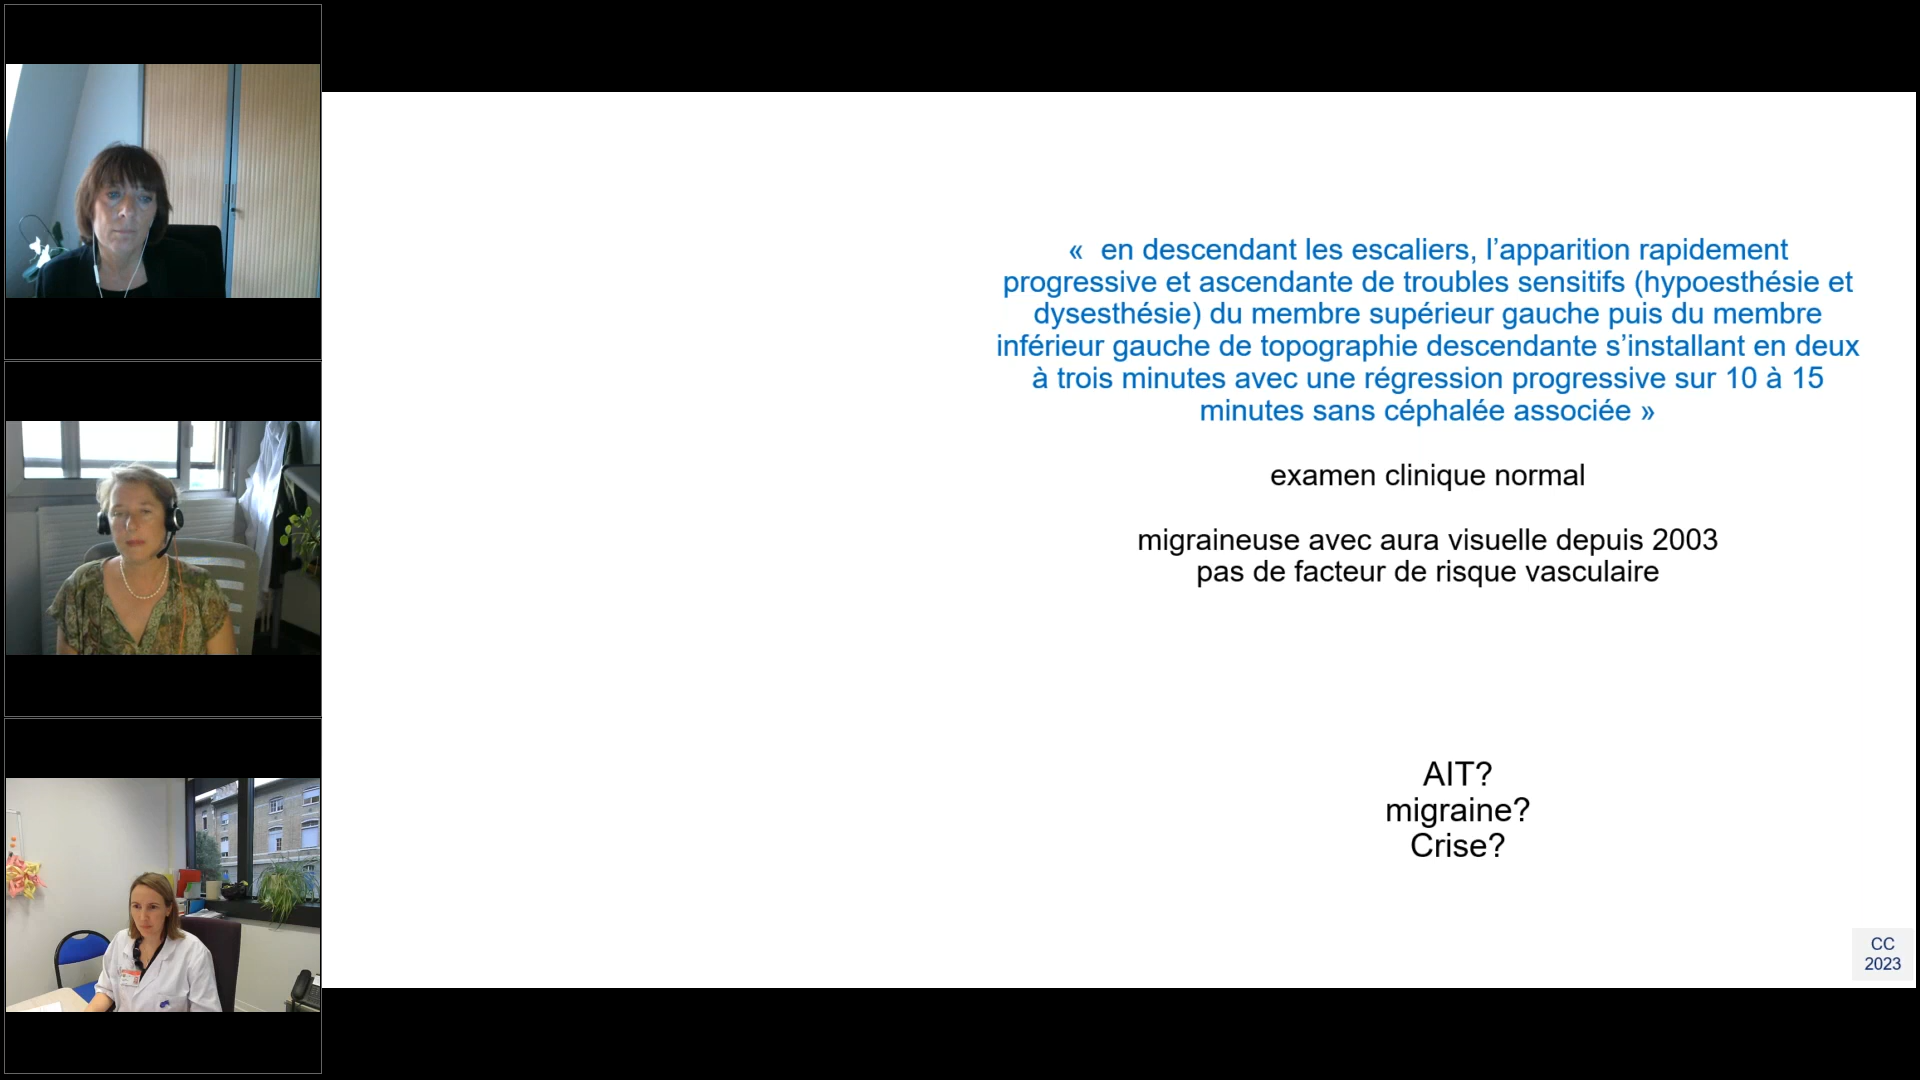 «  en descendant les escaliers, l’apparition rapidement
progressive et ascendante de troubles sensitifs (hypoesthésie et
dysesthésie) du membre supérieur gauche puis du membre
inférieur gauche de topographie descendante s’installant en deux
à trois minutes avec une régression progressive sur 10 à 15
minutes sans céphalée associée »
examen clinique normal
migraineuse avec aura visuelle depuis 2003
pas de facteur de risque vasculaire
AIT?
migraine?
Crise?
CC
2023